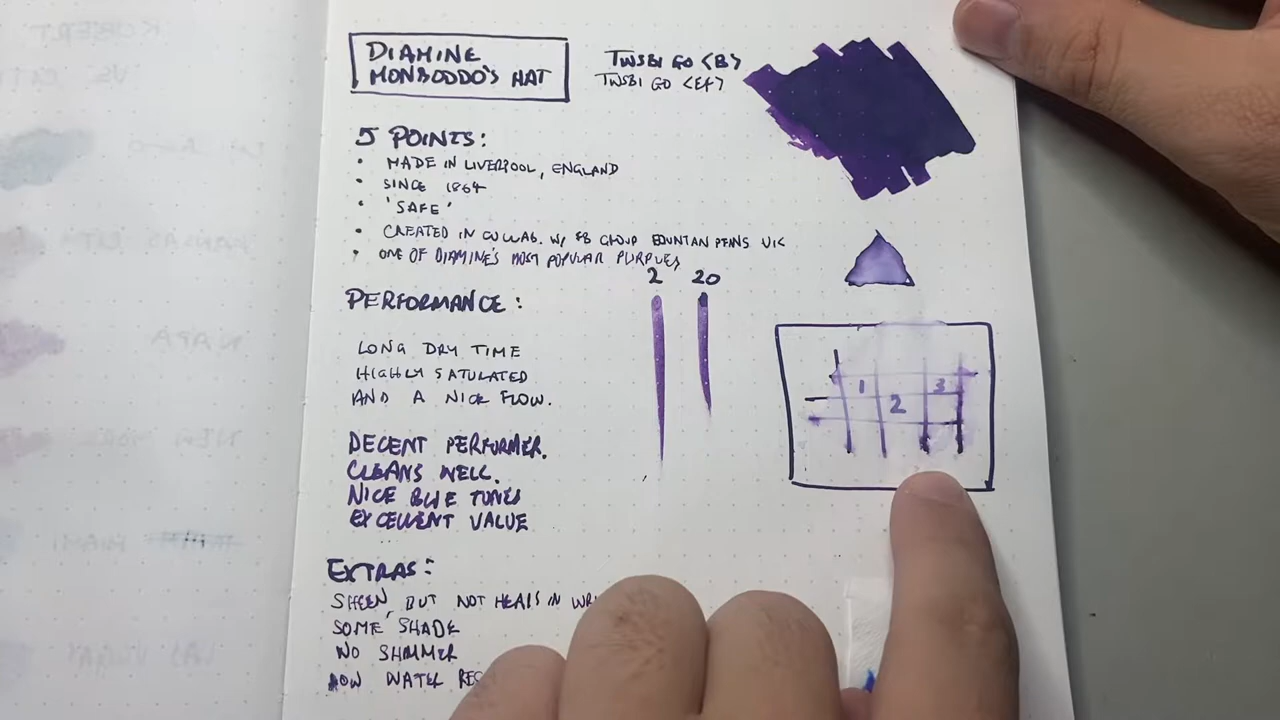 DIAMINE
MONBODDO'S HAT
TWSBI GO <B>
TWSBI GO <EF>
5 POINTS:
• MADE IN LIVERPOOL, ENGLAND
• SINCE 1864
• 'SAFE'
• CREATED IN COLLAB. W/ FB GROUP FOUNTAIN PENS UK
• ONE OF DIAMINE'S MOST POPULAR PURPLES
2 20
PERFORMANCE:
LONG DRY TIME
HIGHLY SATURATED
AND A NICE FLOW.
DECENT PERFORMER.
CLEANS WELL.
NICE BLUE TONES
EXCELLENT VALUE
1 2 3
EXTRAS:
SHEEN, BUT NOT IN
SOME SHADE
NO SHIMMER
LOW WATER